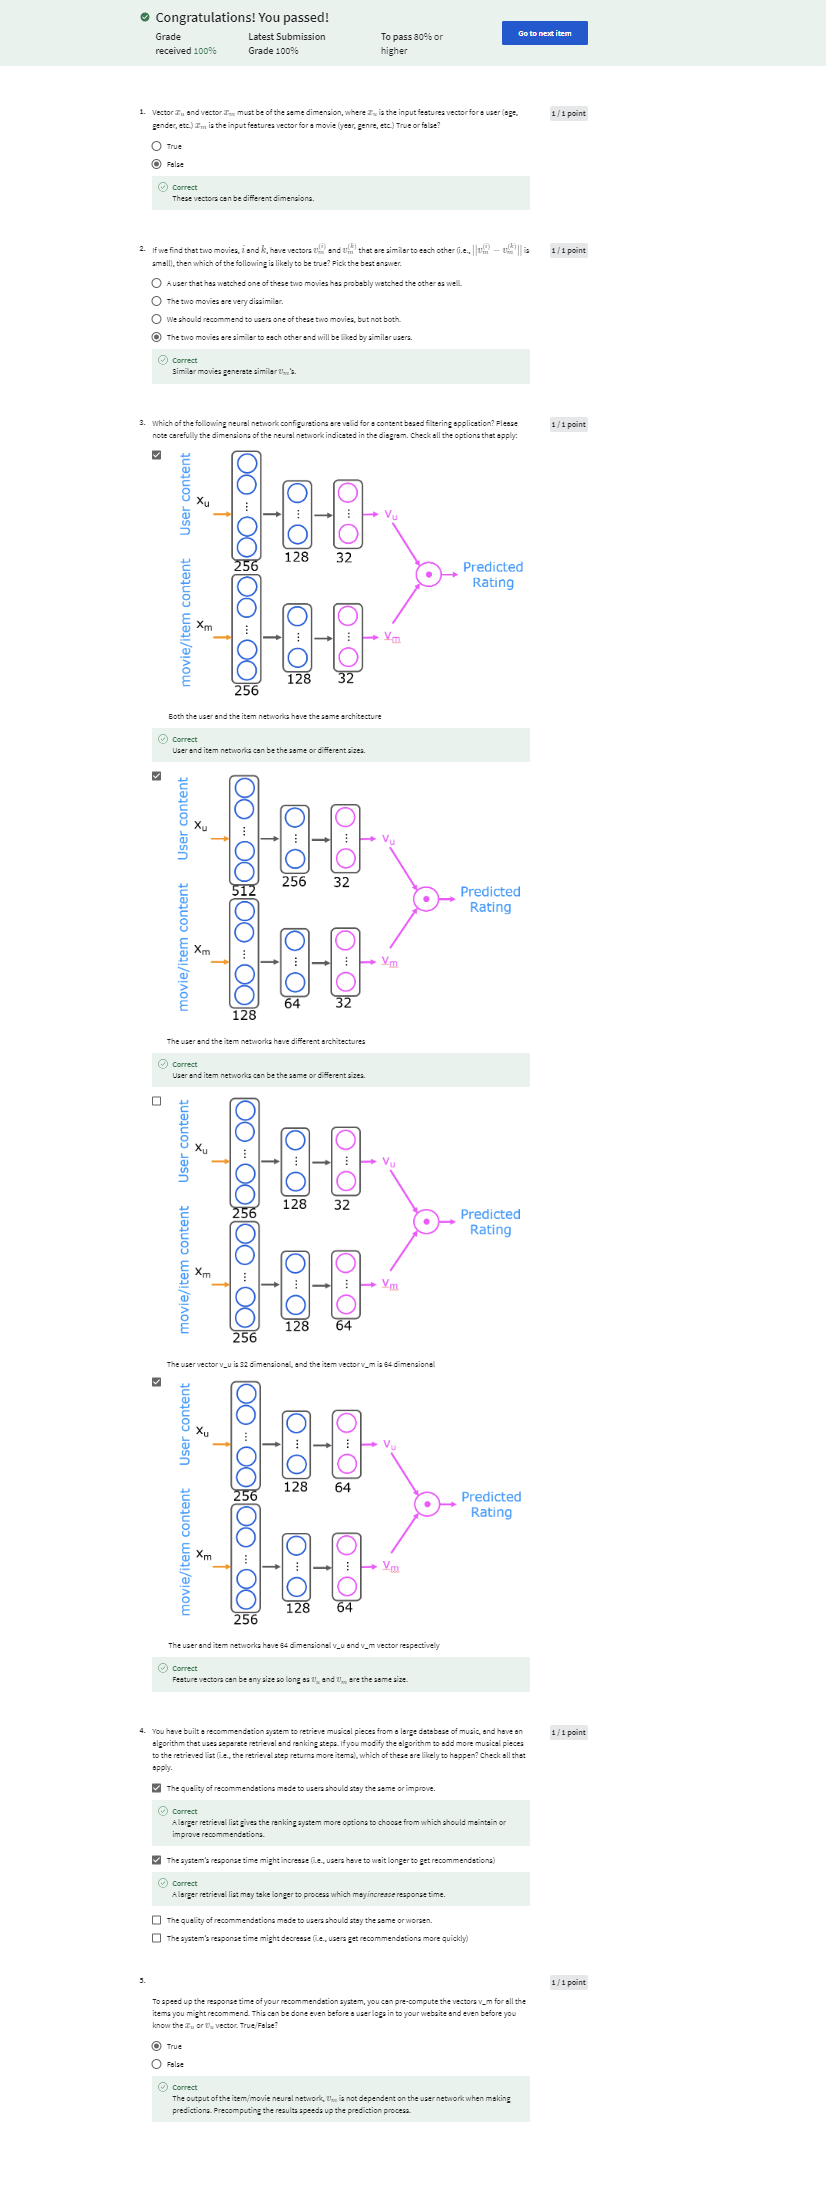 Congratulations! You passed!
Grade
received 100%
Latest Submission
Grade 100%
To pass 80% or
higher
Go to next item
1. Vector x_u and vector x_m must be of the same dimension, where x_u is the input features vector for a user (age,
gender, etc.) x_m is the input features vector for a movie (year, genre, etc.) True or false?
1 / 1 point
True
False
Correct
These vectors can be different dimensions.
2. If we find that two movies, i and k, have vectors v_m^(i) and v_m^(k) that are similar to each other (i.e., ||v_m^(i) − v_m^(k)|| is
small), then which of the following is likely to be true? Pick the best answer.
1 / 1 point
A user that has watched one of these two movies has probably watched the other as well.
The two movies are very dissimilar.
We should recommend to users one of these two movies, but not both.
The two movies are similar to each other and will be liked by similar users.
Correct
Similar movies generate similar v_m's.
3. Which of the following neural network configurations are valid for a content based filtering application? Please
note carefully the dimensions of the neural network indicated in the diagram. Check all the options that apply:
1 / 1 point
User content
x_u
256
128
32
v_u
Predicted
Rating
movie/item content
x_m
256
128
32
v_m
Both the user and the item networks have the same architecture
Correct
User and item networks can be the same or different sizes.
User content
x_u
512
256
32
v_u
Predicted
Rating
movie/item content
x_m
128
64
32
v_m
The user and the item networks have different architectures
Correct
User and item networks can be the same or different sizes.
User content
x_u
256
128
32
v_u
Predicted
Rating
movie/item content
x_m
256
128
64
v_m
The user vector v_u is 32 dimensional, and the item vector v_m is 64 dimensional
User content
x_u
256
128
64
v_u
Predicted
Rating
movie/item content
x_m
256
128
64
v_m
The user and item networks have 64 dimensional v_u and v_m vector respectively
Correct
Feature vectors can be any size so long as v_u and v_m are the same size.
4. You have built a recommendation system to retrieve musical pieces from a large database of music, and have an
algorithm that uses separate retrieval and ranking steps. If you modify the algorithm to add more musical pieces
to the retrieved list (i.e., the retrieval step returns more items), which of these are likely to happen? Check all that
apply.
1 / 1 point
The quality of recommendations made to users should stay the same or improve.
Correct
A larger retrieval list gives the ranking system more options to choose from which should maintain or
improve recommendations.
The system's response time might increase (i.e., users have to wait longer to get recommendations)
Correct
A larger retrieval list may take longer to process which may increase response time.
The quality of recommendations made to users should stay the same or worsen.
The system's response time might decrease (i.e., users get recommendations more quickly)
5.
1 / 1 point
To speed up the response time of your recommendation system, you can pre-compute the vectors v_m for all the
items you might recommend. This can be done even before a user logs in to your website and even before you
know the x_u or v_u vector. True/False?
True
False
Correct
The output of the item/movie neural network, v_m is not dependent on the user network when making
predictions. Precomputing the results speeds up the prediction process.